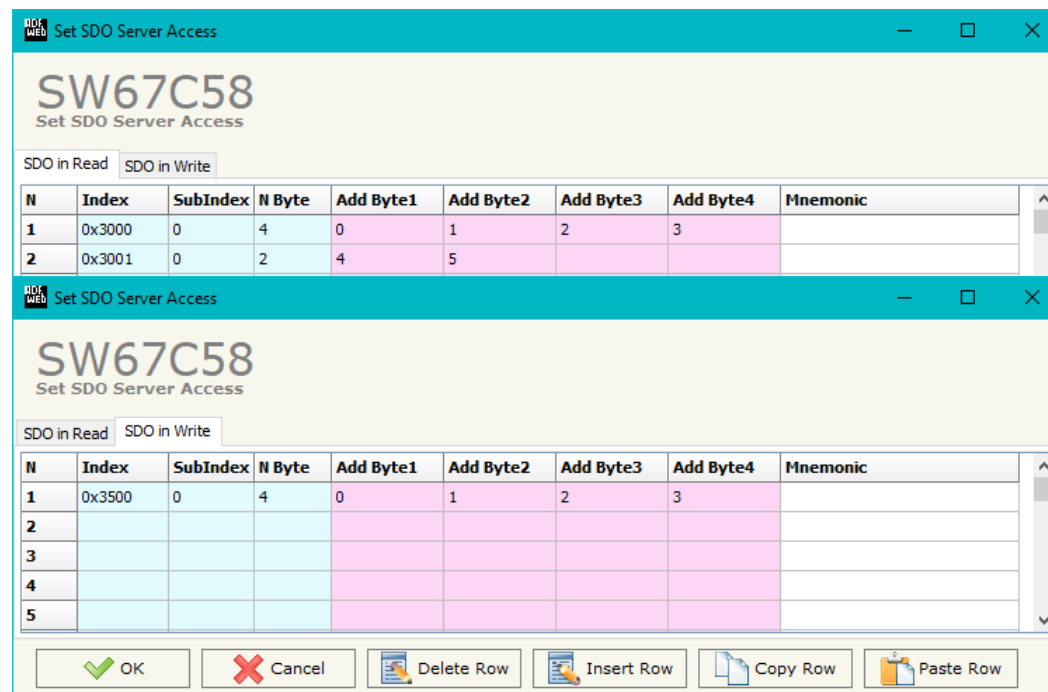 ADF WEB Set SDO Server Access
SW67C58
Set SDO Server Access
SDO in Read SDO in Write
N Index SubIndex N Byte Add Byte1 Add Byte2 Add Byte3 Add Byte4 Mnemonic
1 0x3000 0 4 0 1 2 3
2 0x3001 0 2 4 5
ADF WEB Set SDO Server Access
SW67C58
Set SDO Server Access
SDO in Read SDO in Write
N Index SubIndex N Byte Add Byte1 Add Byte2 Add Byte3 Add Byte4 Mnemonic
1 0x3500 0 4 0 1 2 3
2
3
4
5
OK Cancel Delete Row Insert Row Copy Row Paste Row